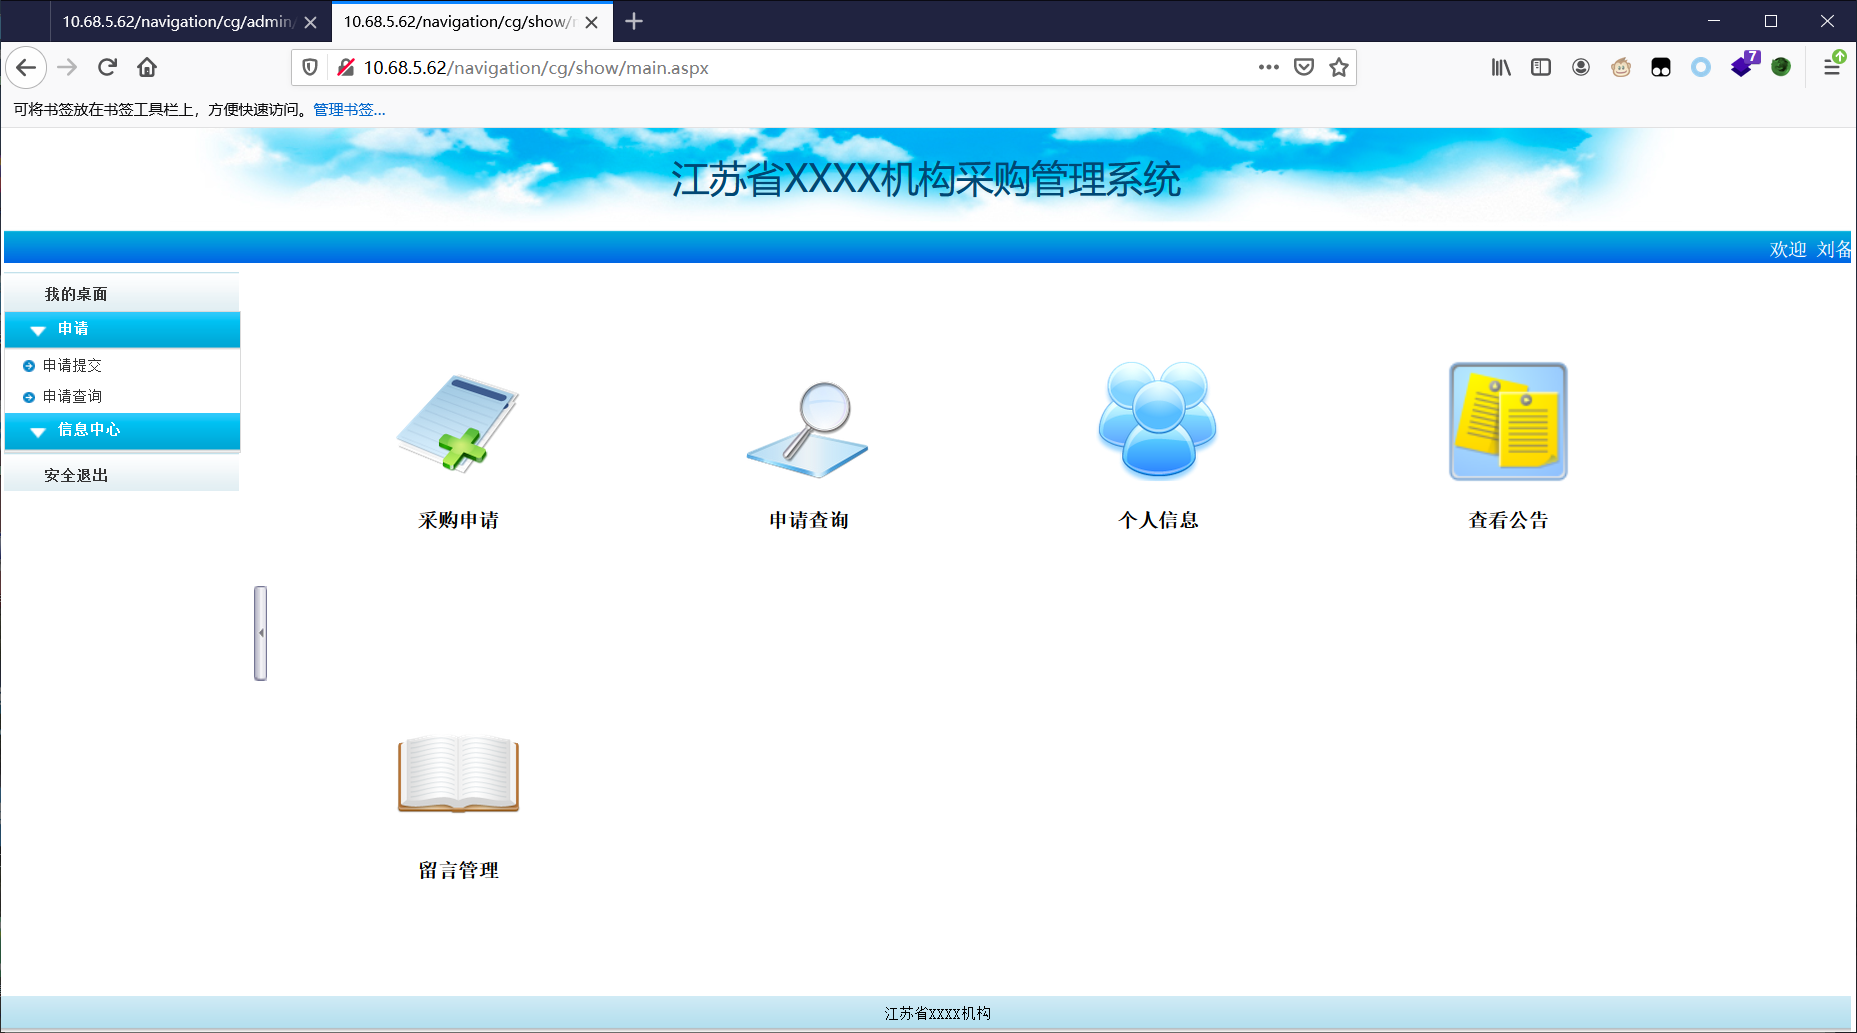 10.68.5.62/navigation/cg/admin/
10.68.5.62/navigation/cg/show/
10.68.5.62/navigation/cg/show/main.aspx
7
可将书签放在书签工具栏上，方便快速访问。管理书签...
江苏省XXXX机构采购管理系统
欢迎 刘备
我的桌面
申请
申请提交
申请查询
信息中心
安全退出
采购申请
申请查询
个人信息
查看公告
留言管理
江苏省XXXX机构